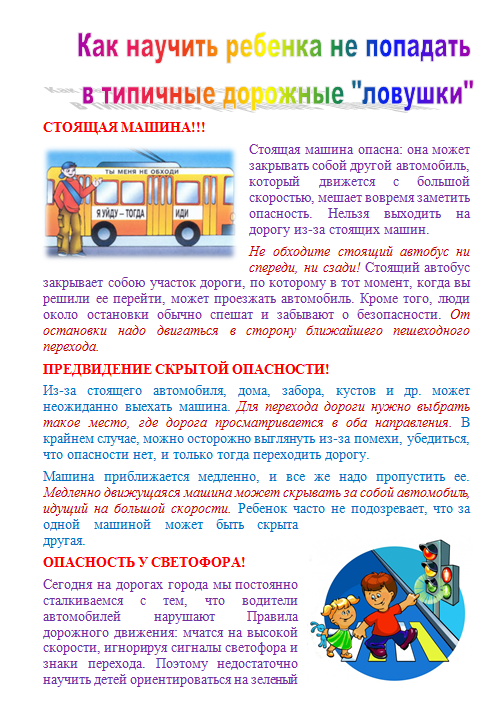 Как научить ребенка не попадать
в типичные дорожные "ловушки"
СТОЯЩАЯ МАШИНА!!!
ТЫ МЕНЯ НЕ ОБХОДИ
Я УЙДУ – ТОГДА ИДИ
Стоящая машина опасна: она может
закрывать собой другой автомобиль,
который движется с большой
скоростью, мешает вовремя заметить
опасность. Нельзя выходить на
дорогу из-за стоящих машин.
Не обходите стоящий автобус ни
спереди, ни сзади! Стоящий автобус
закрывает собою участок дороги, по которому в тот момент, когда вы
решили ее перейти, может проезжать автомобиль. Кроме того, люди
около остановки обычно спешат и забывают о безопасности. От
остановки надо двигаться в сторону ближайшего пешеходного
перехода.
ПРЕДВИДЕНИЕ СКРЫТОЙ ОПАСНОСТИ!
Из-за стоящего автомобиля, дома, забора, кустов и др. может
неожиданно выехать машина. Для перехода дороги нужно выбрать
такое место, где дорога просматривается в оба направления. В
крайнем случае, можно осторожно выглянуть из-за помехи, убедиться,
что опасности нет, и только тогда переходить дорогу.
Машина приближается медленно, и все же надо пропустить ее.
Медленно движущаяся машина может скрывать за собой автомобиль,
идущий на большой скорости. Ребенок часто не подозревает, что за
одной машиной может быть скрыта
другая.
ОПАСНОСТЬ У СВЕТОФОРА!
Сегодня на дорогах города мы постоянно
сталкиваемся с тем, что водители
автомобилей нарушают Правила
дорожного движения: мчатся на высокой
скорости, игнорируя сигналы светофора и
знаки перехода. Поэтому недостаточно
научить детей ориентироваться на зеленый